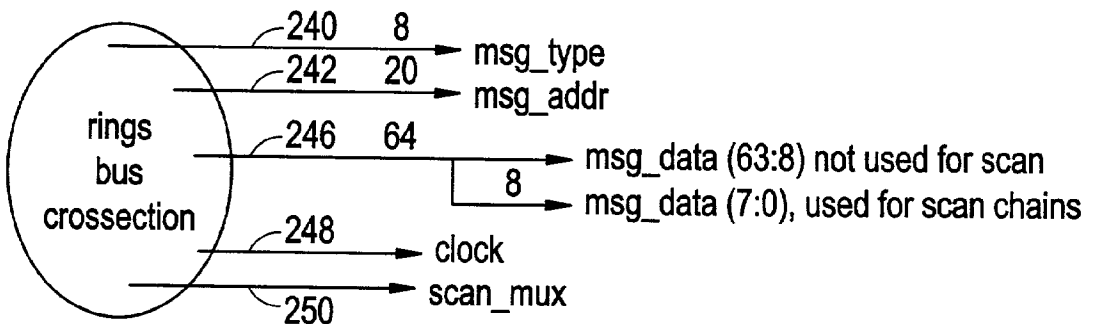 240 8 msg_type
242 20 msg_addr
rings
bus
crossection
246 64
msg_data (63:8) not used for scan
8
msg_data (7:0), used for scan chains
248 clock
250 scan_mux